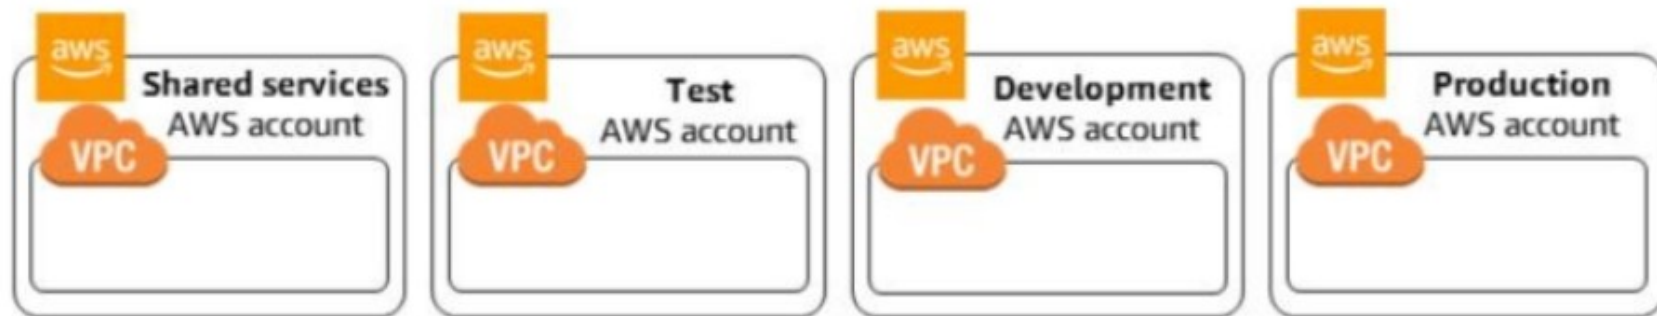 aws
Shared services
AWS account
VPC
aws
Test
AWS account
VPC
aws
Development
AWS account
VPC
aws
Production
AWS account
VPC